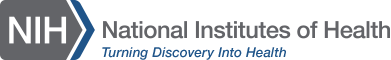 NIH National Institutes of Health
Turning Discovery Into Health